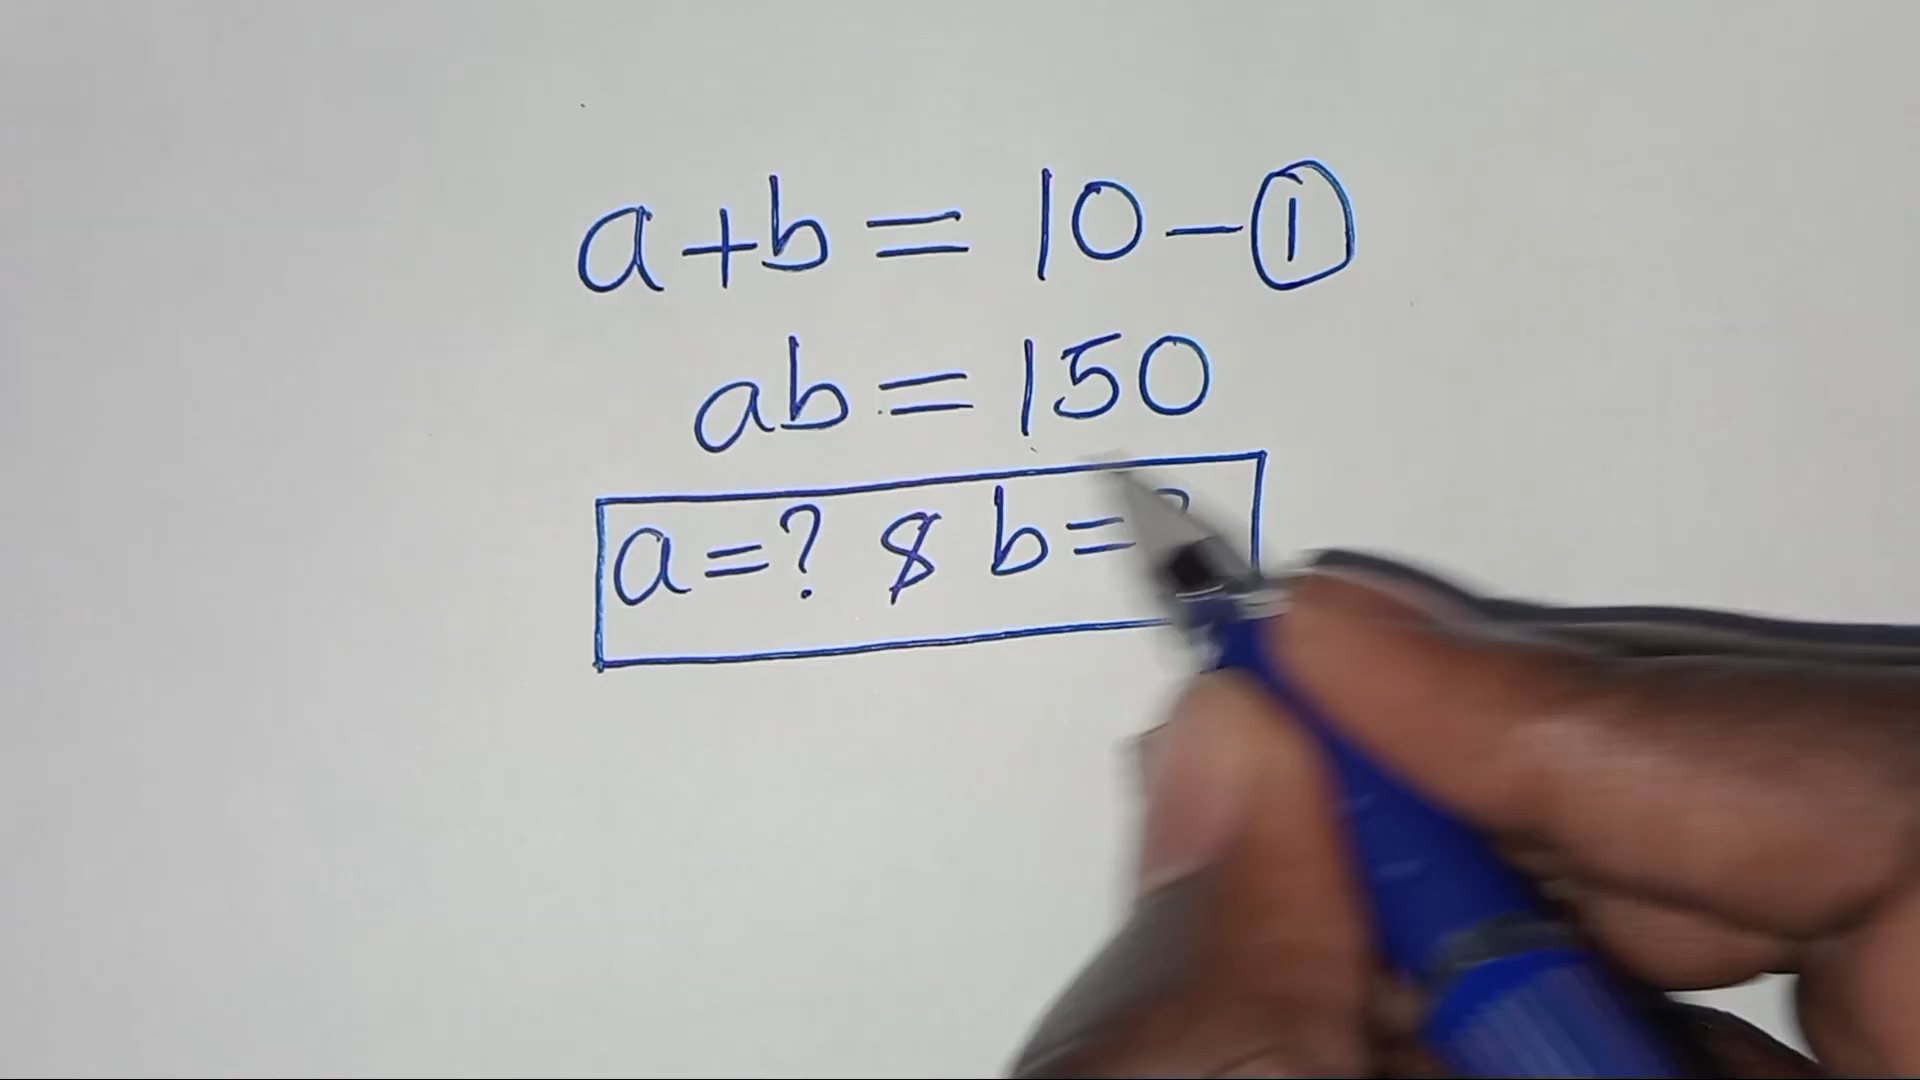 a+b = 10 - ①
ab = 150
a = ? & b =